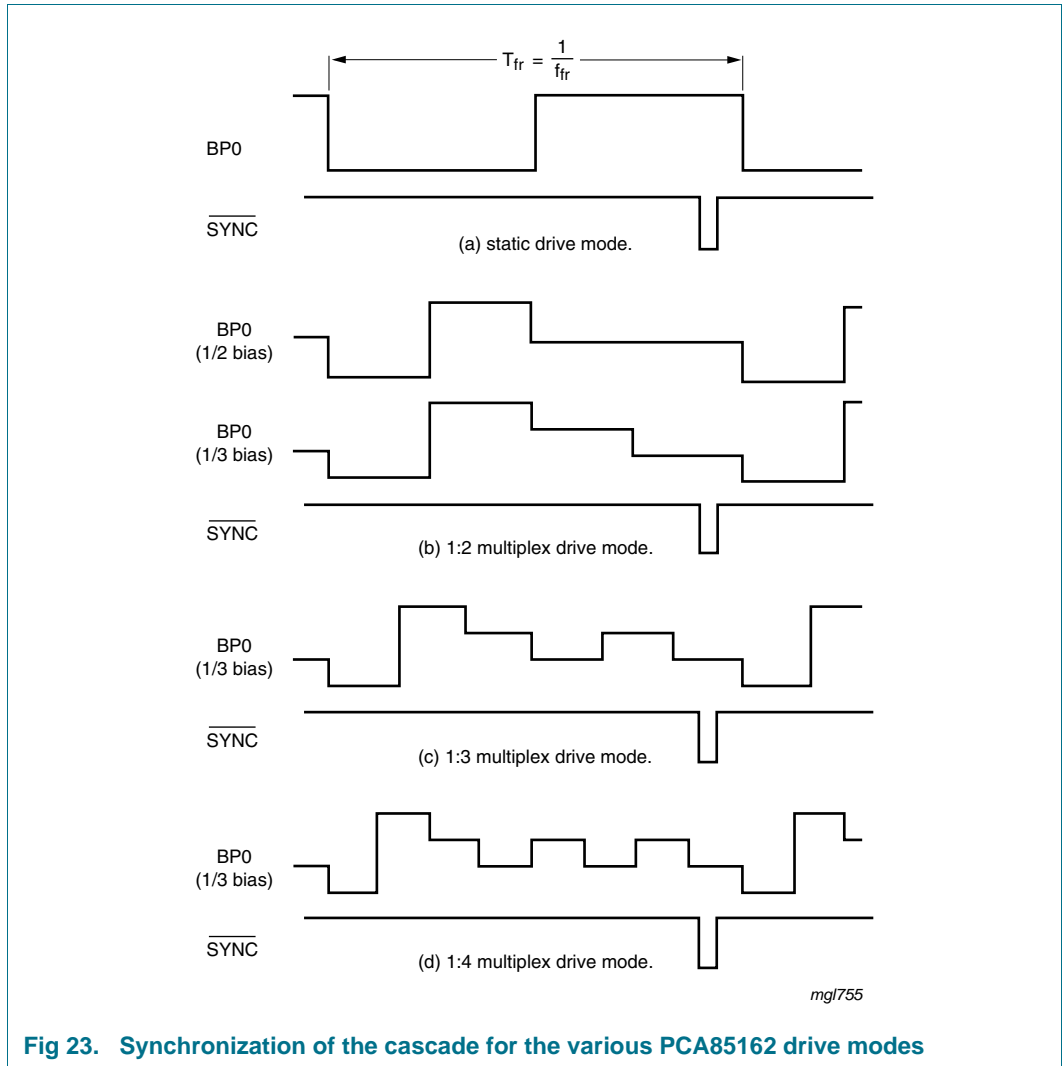 T_fr = 1/f_fr
BP0
SYNC
(a) static drive mode.
BP0
(1/2 bias)
BP0
(1/3 bias)
SYNC
(b) 1:2 multiplex drive mode.
BP0
(1/3 bias)
SYNC
(c) 1:3 multiplex drive mode.
BP0
(1/3 bias)
SYNC
(d) 1:4 multiplex drive mode.
mgl755
Fig 23. Synchronization of the cascade for the various PCA85162 drive modes